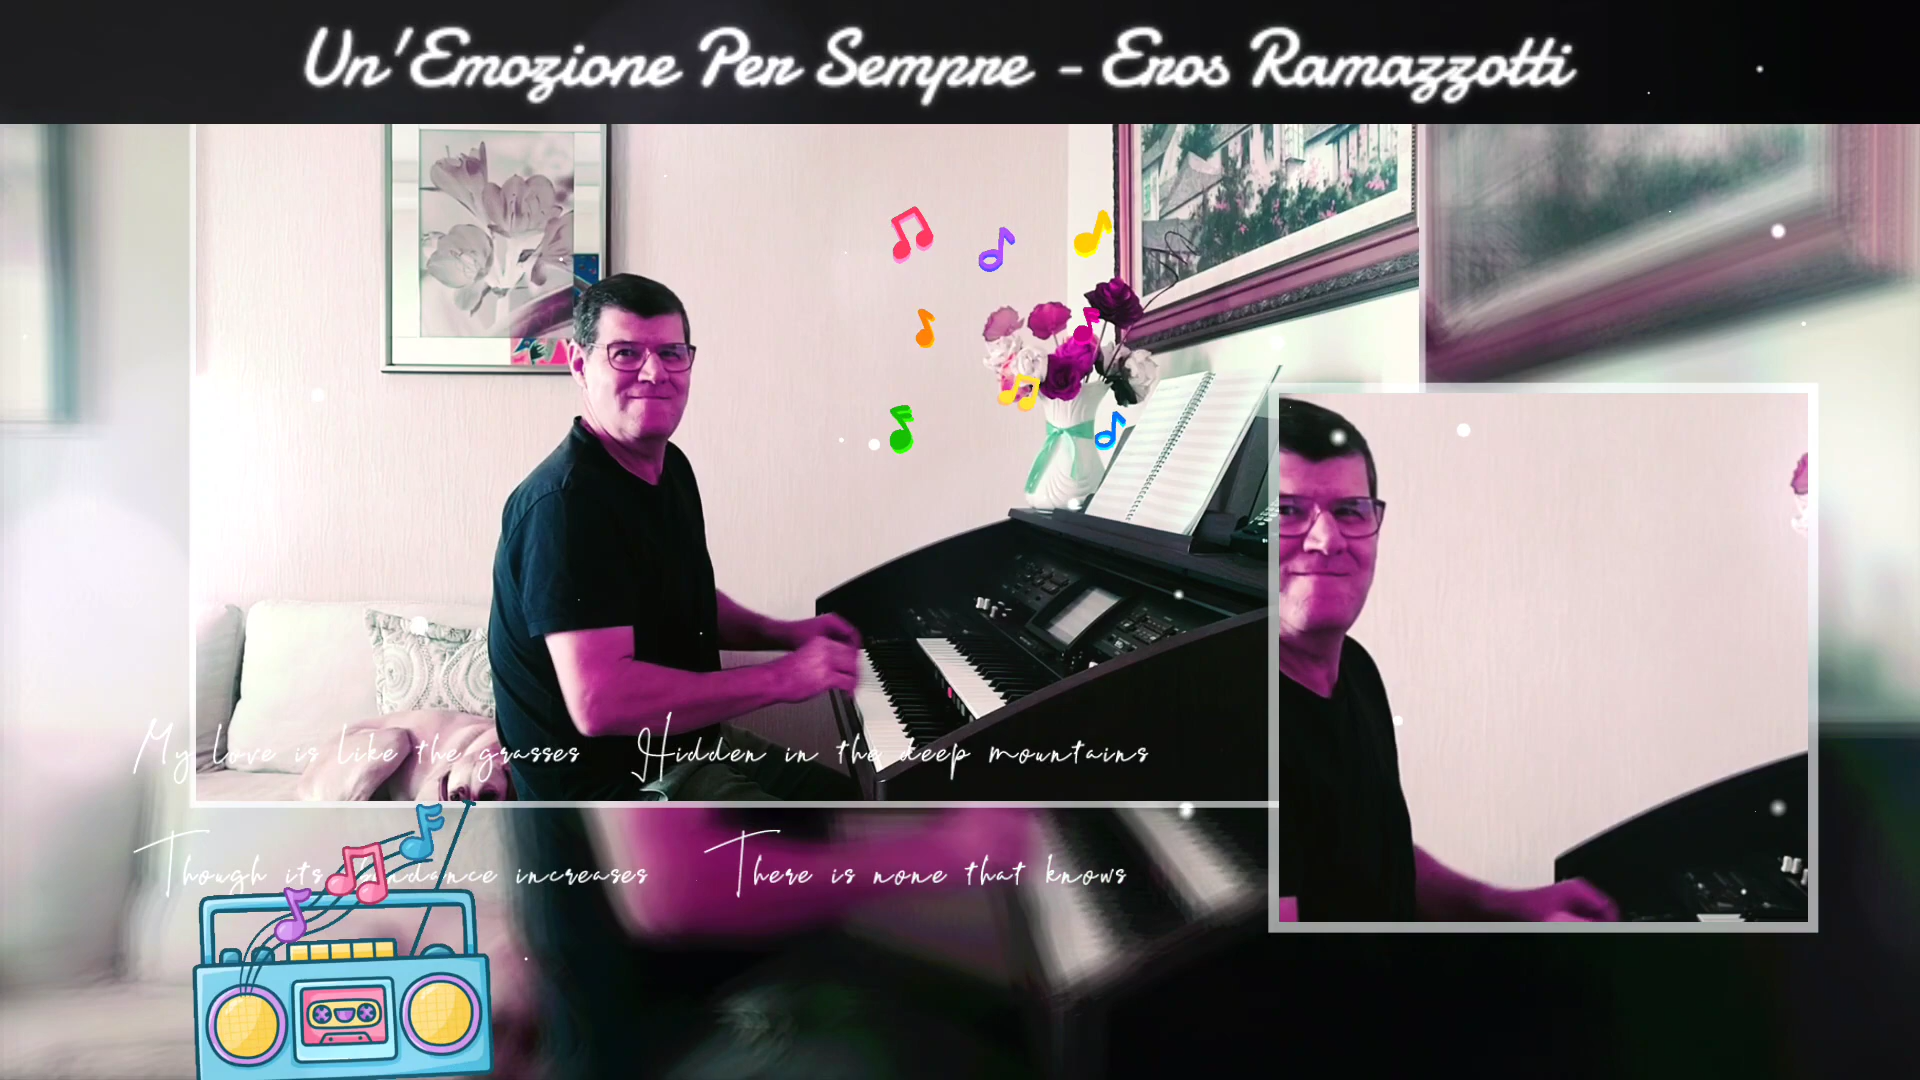 Un'Emozione Per Sempre - Eros Ramazzotti
My love is like the grasses Hidden in the deep mountains
Though its abundance increases There is none that knows